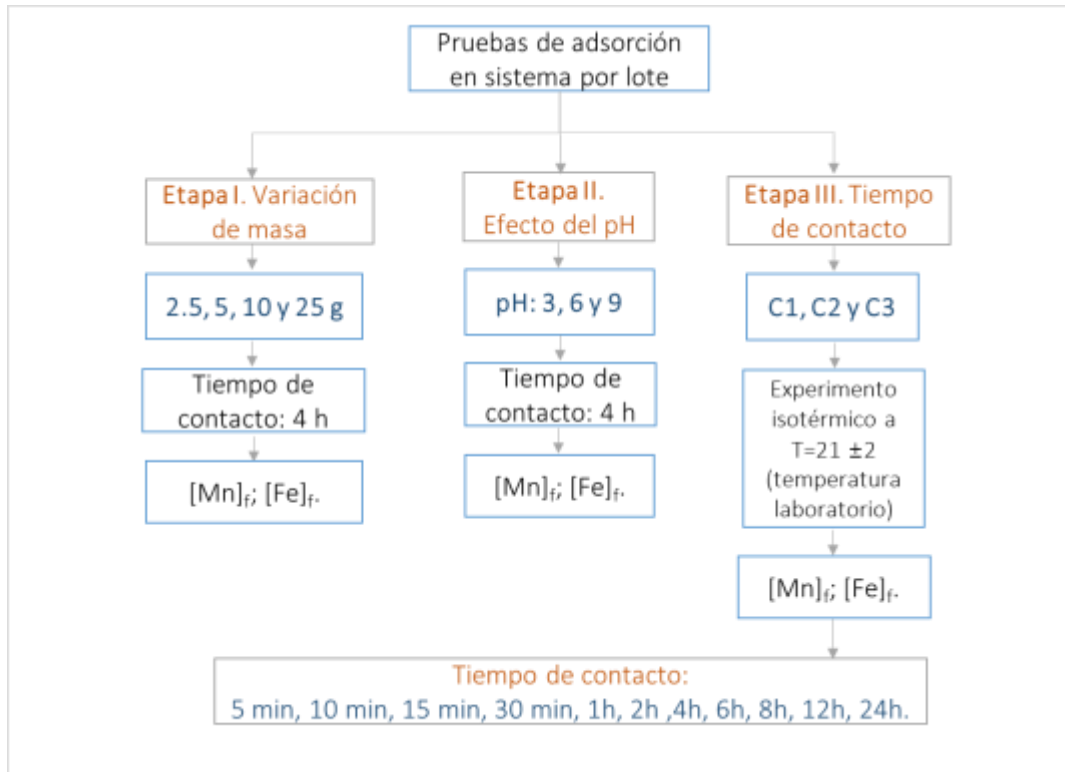 Pruebas de adsorción
en sistema por lote
Etapa I. Variación
de masa
2.5, 5, 10 y 25 g
Tiempo de
contacto: 4 h
[Mn]f; [Fe]f.
Etapa II.
Efecto del pH
pH: 3, 6 y 9
Tiempo de
contacto: 4 h
[Mn]f; [Fe]f.
Etapa III. Tiempo
de contacto
C1, C2 y C3
Experimento
isotérmico a
T=21 ±2
(temperatura
laboratorio)
[Mn]f; [Fe]f.
Tiempo de contacto:
5 min, 10 min, 15 min, 30 min, 1h, 2h ,4h, 6h, 8h, 12h, 24h.